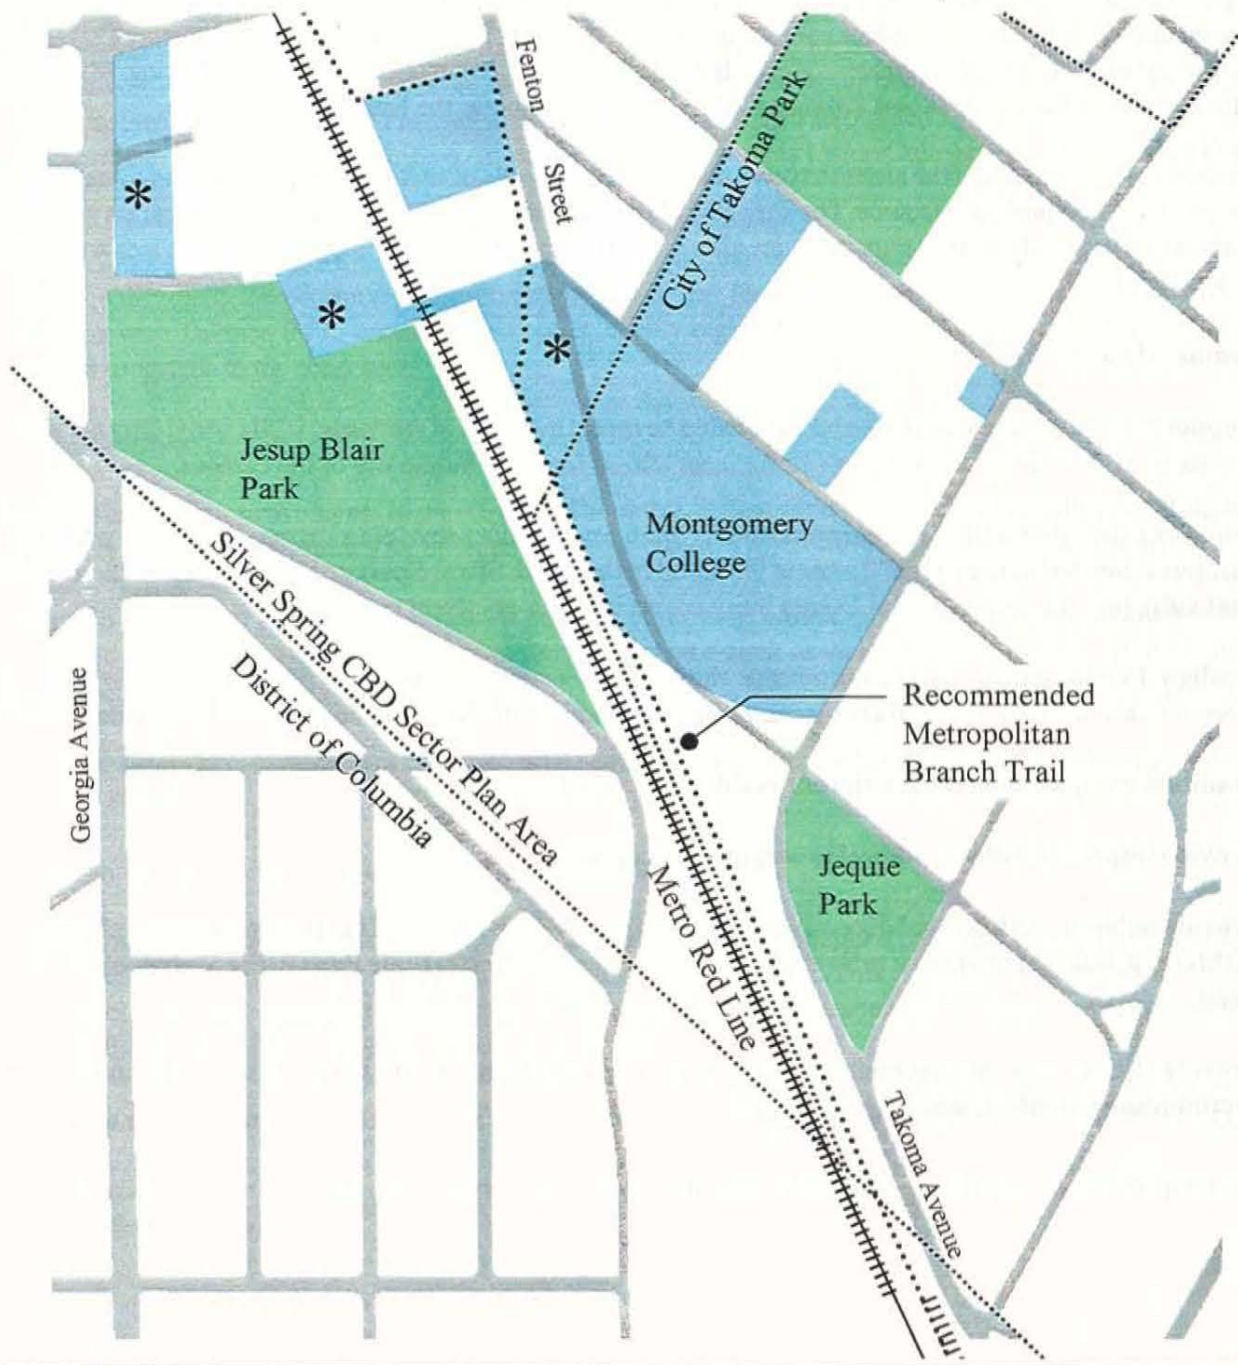 Fenton
Street
City of Takoma Park
*
*
*
Jesup Blair
Park
Montgomery
College
Silver Spring CBD Sector Plan Area
District of Columbia
Georgia Avenue
Recommended
Metropolitan
Branch Trail
Jequie
Park
Metro Red Line
Takoma Avenue